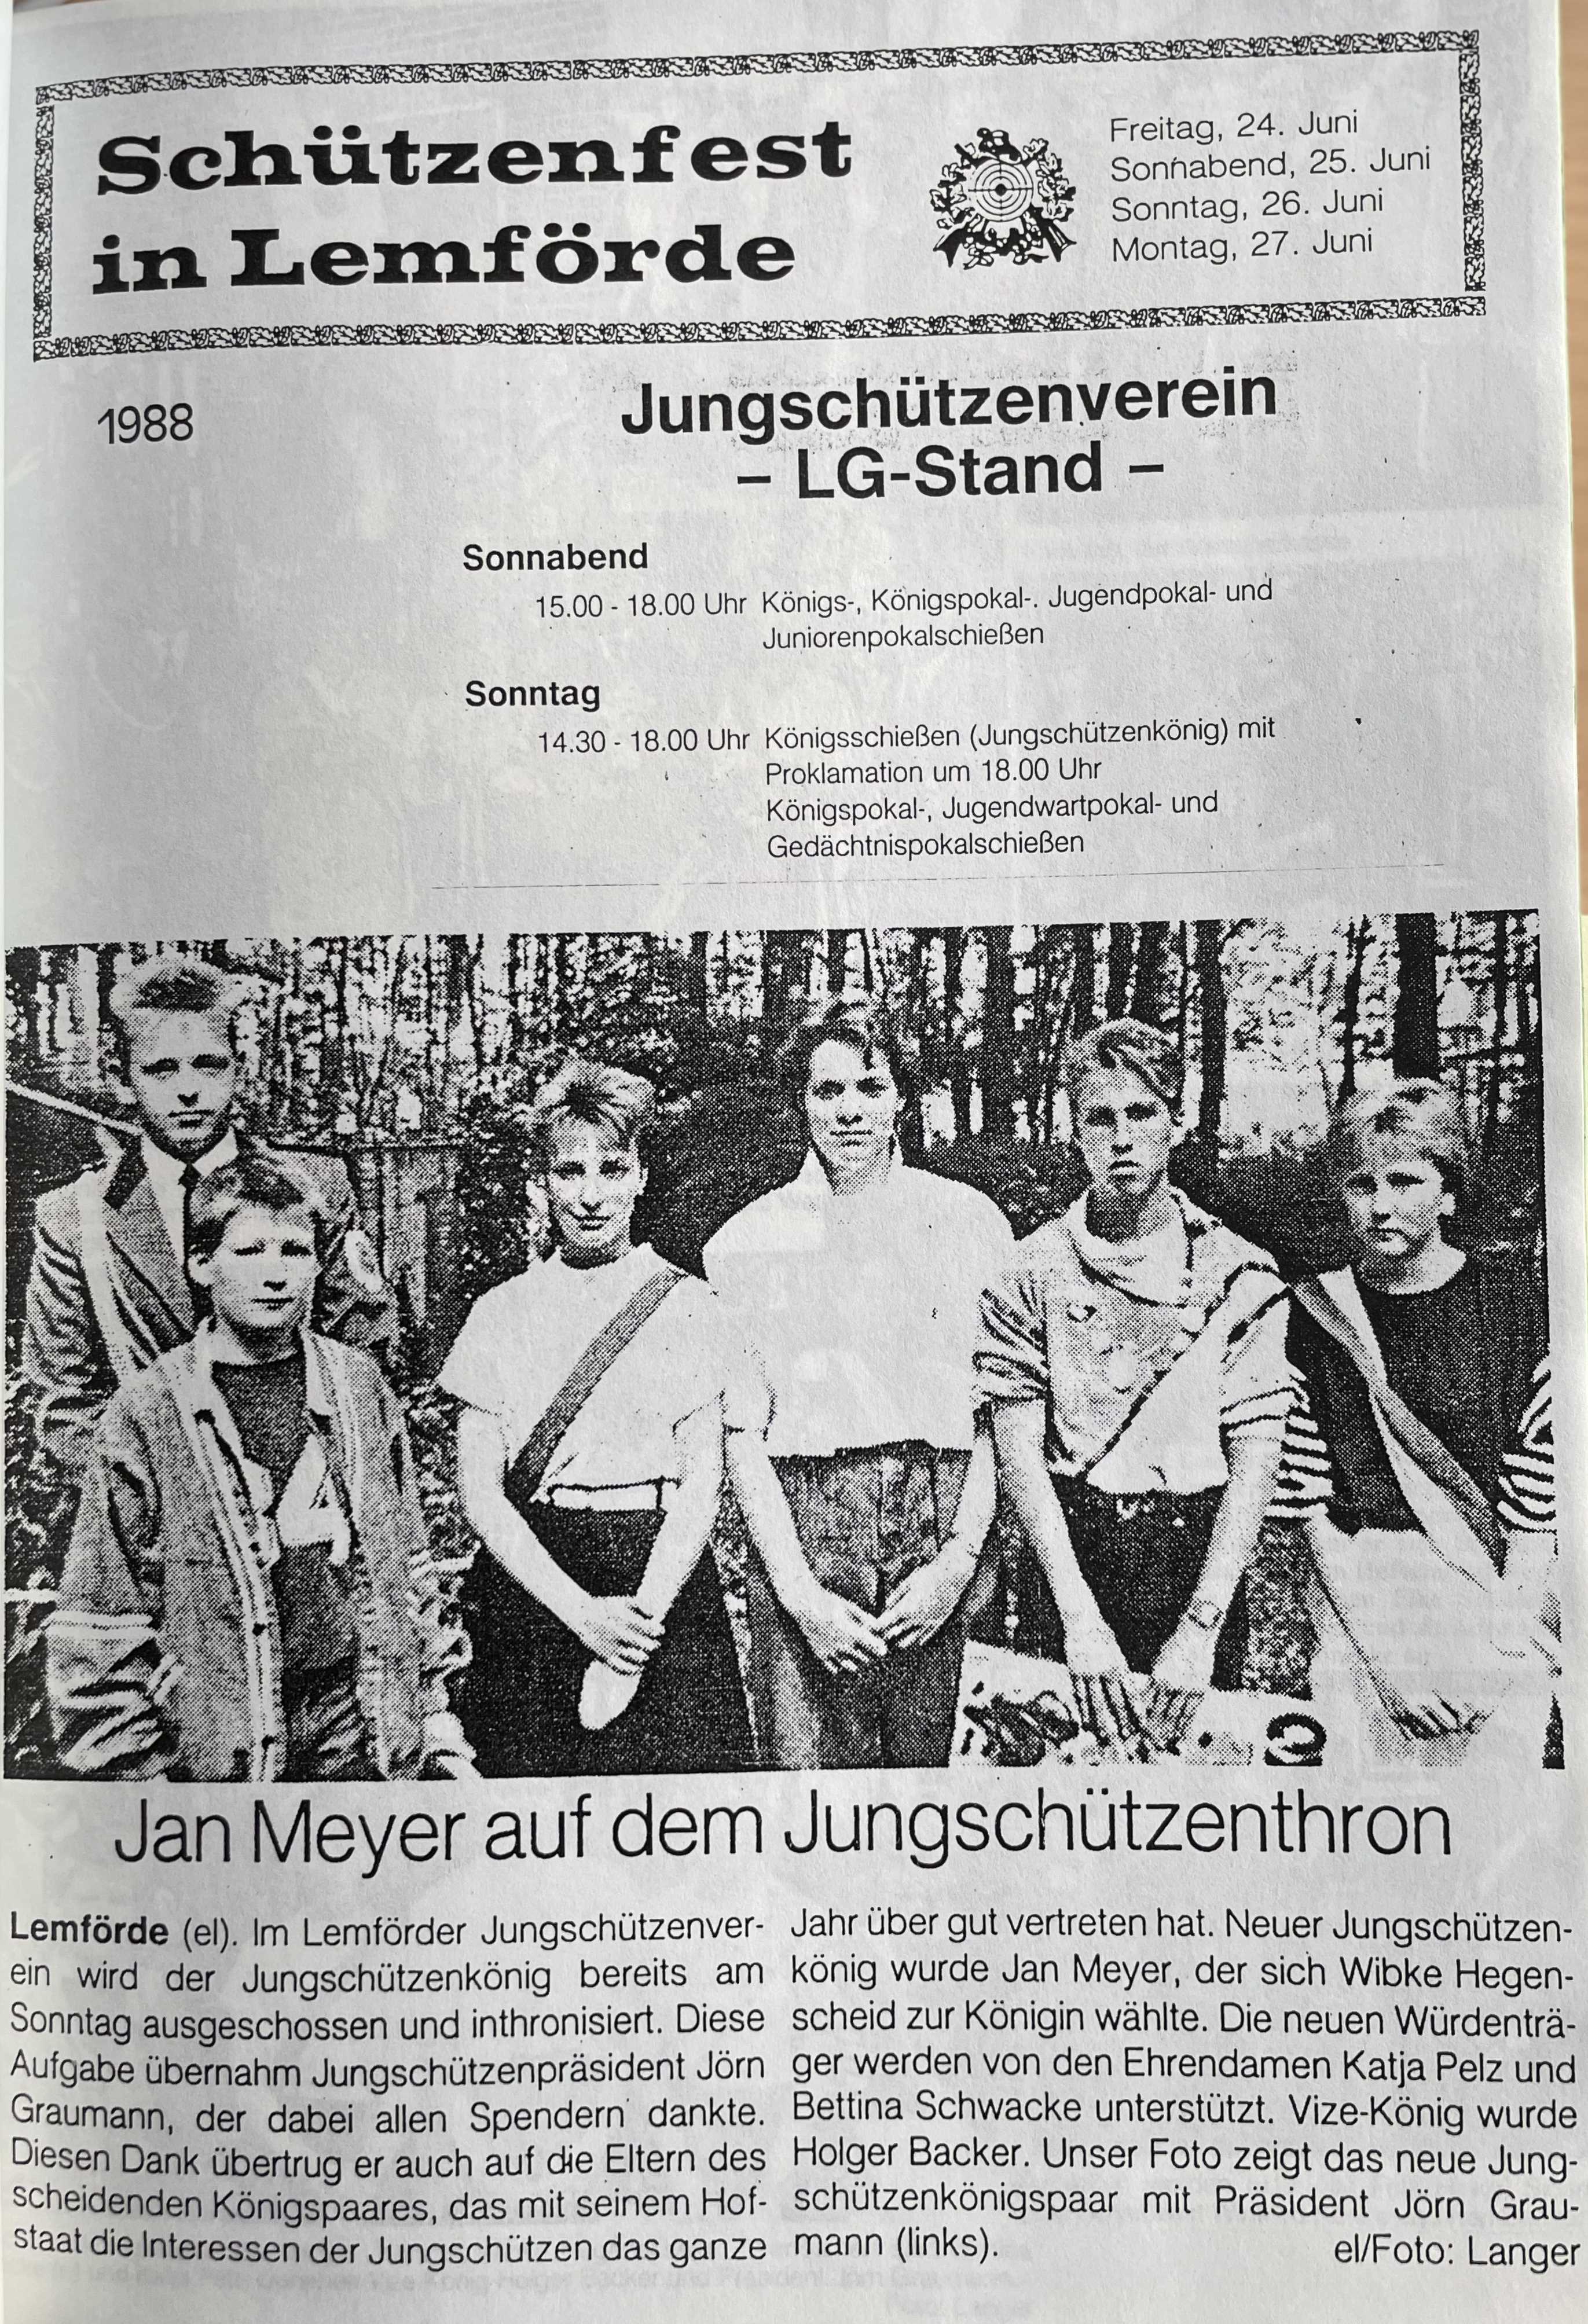 Schützenfest
in Lemförde
Freitag, 24. Juni
Sonnabend, 25. Juni
Sonntag, 26. Juni
Montag, 27. Juni
1988
Jungschützenverein
– LG-Stand –
Sonnabend
15.00 - 18.00 Uhr Königs-, Königspokal-. Jugendpokal- und
Juniorenpokalschießen
Sonntag
14.30 - 18.00 Uhr Königsschießen (Jungschützenkönig) mit
Proklamation um 18.00 Uhr
Königspokal-, Jugendwartpokal- und
Gedächtnispokalschießen
2
Jan Meyer auf dem Jungschützenthron
Lemförde (el). Im Lemförder Jungschützenver-
ein wird der Jungschützenkönig bereits am
Sonntag ausgeschossen und inthronisiert. Diese
Aufgabe übernahm Jungschützenpräsident Jörn
Graumann, der dabei allen Spendern dankte.
Diesen Dank übertrug er auch auf die Eltern des
scheidenden Königspaares, das mit seinem Hof-
staat die Interessen der Jungschützen das ganze
Jahr über gut vertreten hat. Neuer Jungschützen-
könig wurde Jan Meyer, der sich Wibke Hegen-
scheid zur Königin wählte. Die neuen Würdenträ-
ger werden von den Ehrendamen Katja Pelz und
Bettina Schwacke unterstützt. Vize-König wurde
Holger Backer. Unser Foto zeigt das neue Jung-
schützenkönigspaar mit Präsident Jörn Grau-
mann (links). el/Foto: Langer